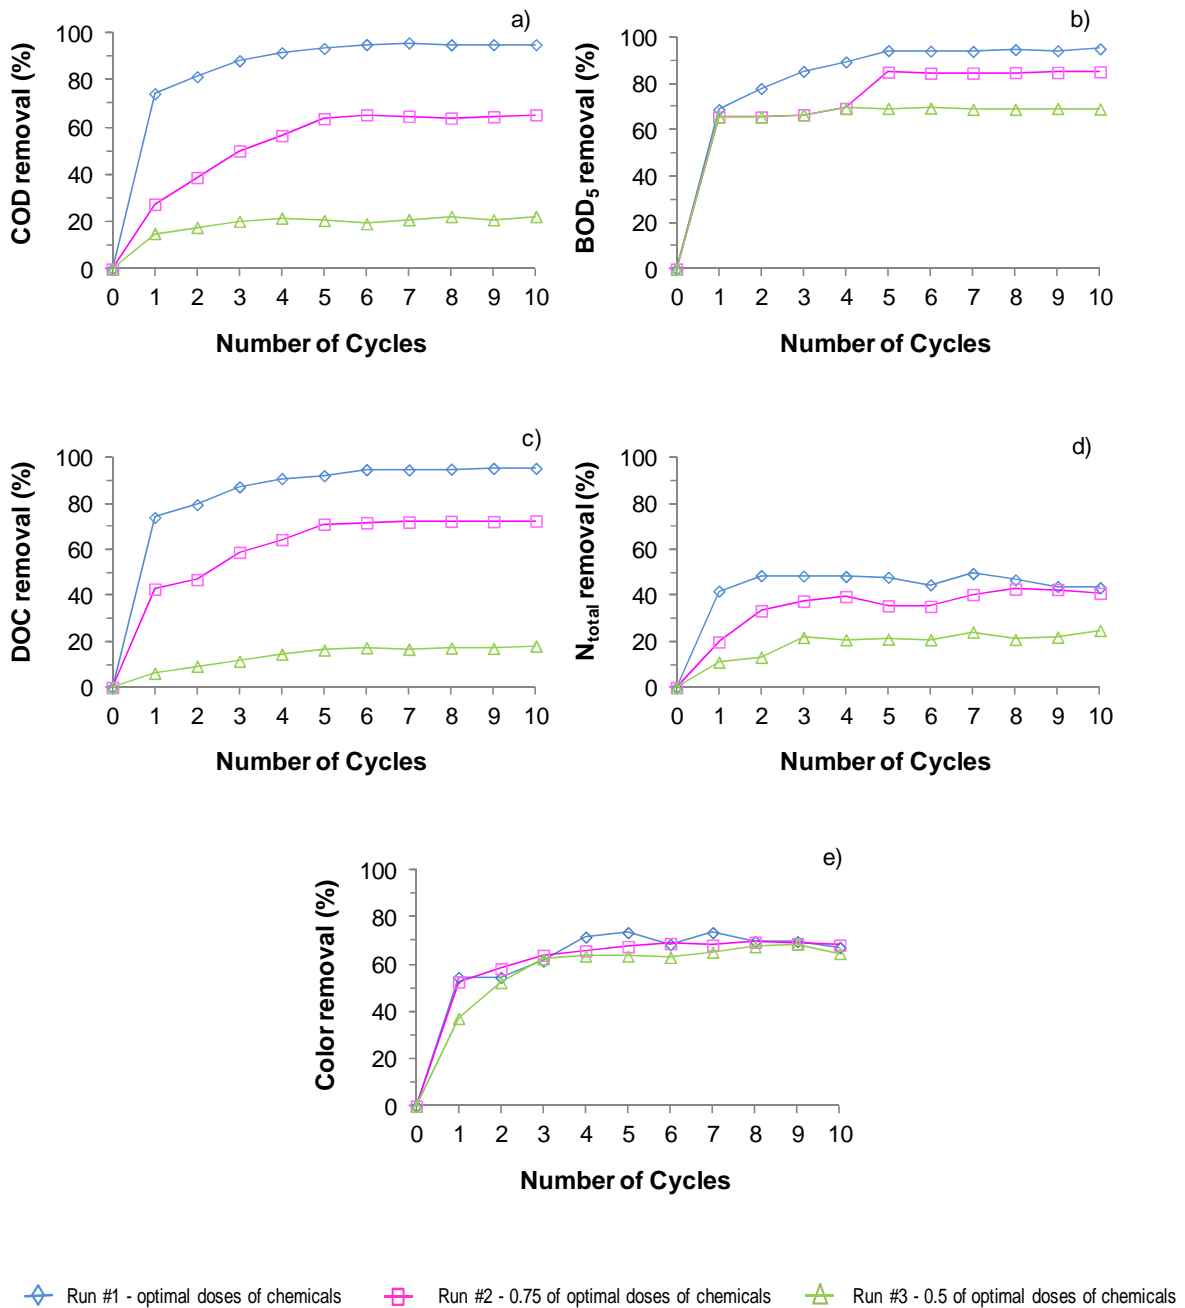 a)
COD removal (%)
100
80
60
40
20
0
0 1 2 3 4 5 6 7 8 9 10
Number of Cycles
b)
BOD5 removal (%)
100
80
60
40
20
0
0 1 2 3 4 5 6 7 8 9 10
Number of Cycles
c)
DOC removal (%)
100
80
60
40
20
0
0 1 2 3 4 5 6 7 8 9 10
Number of Cycles
d)
Ntotal removal (%)
100
80
60
40
20
0
0 1 2 3 4 5 6 7 8 9 10
Number of Cycles
e)
Color removal (%)
100
80
60
40
20
0
0 1 2 3 4 5 6 7 8 9 10
Number of Cycles
Run #1 - optimal doses of chemicals
Run #2 - 0.75 of optimal doses of chemicals
Run #3 - 0.5 of optimal doses of chemicals